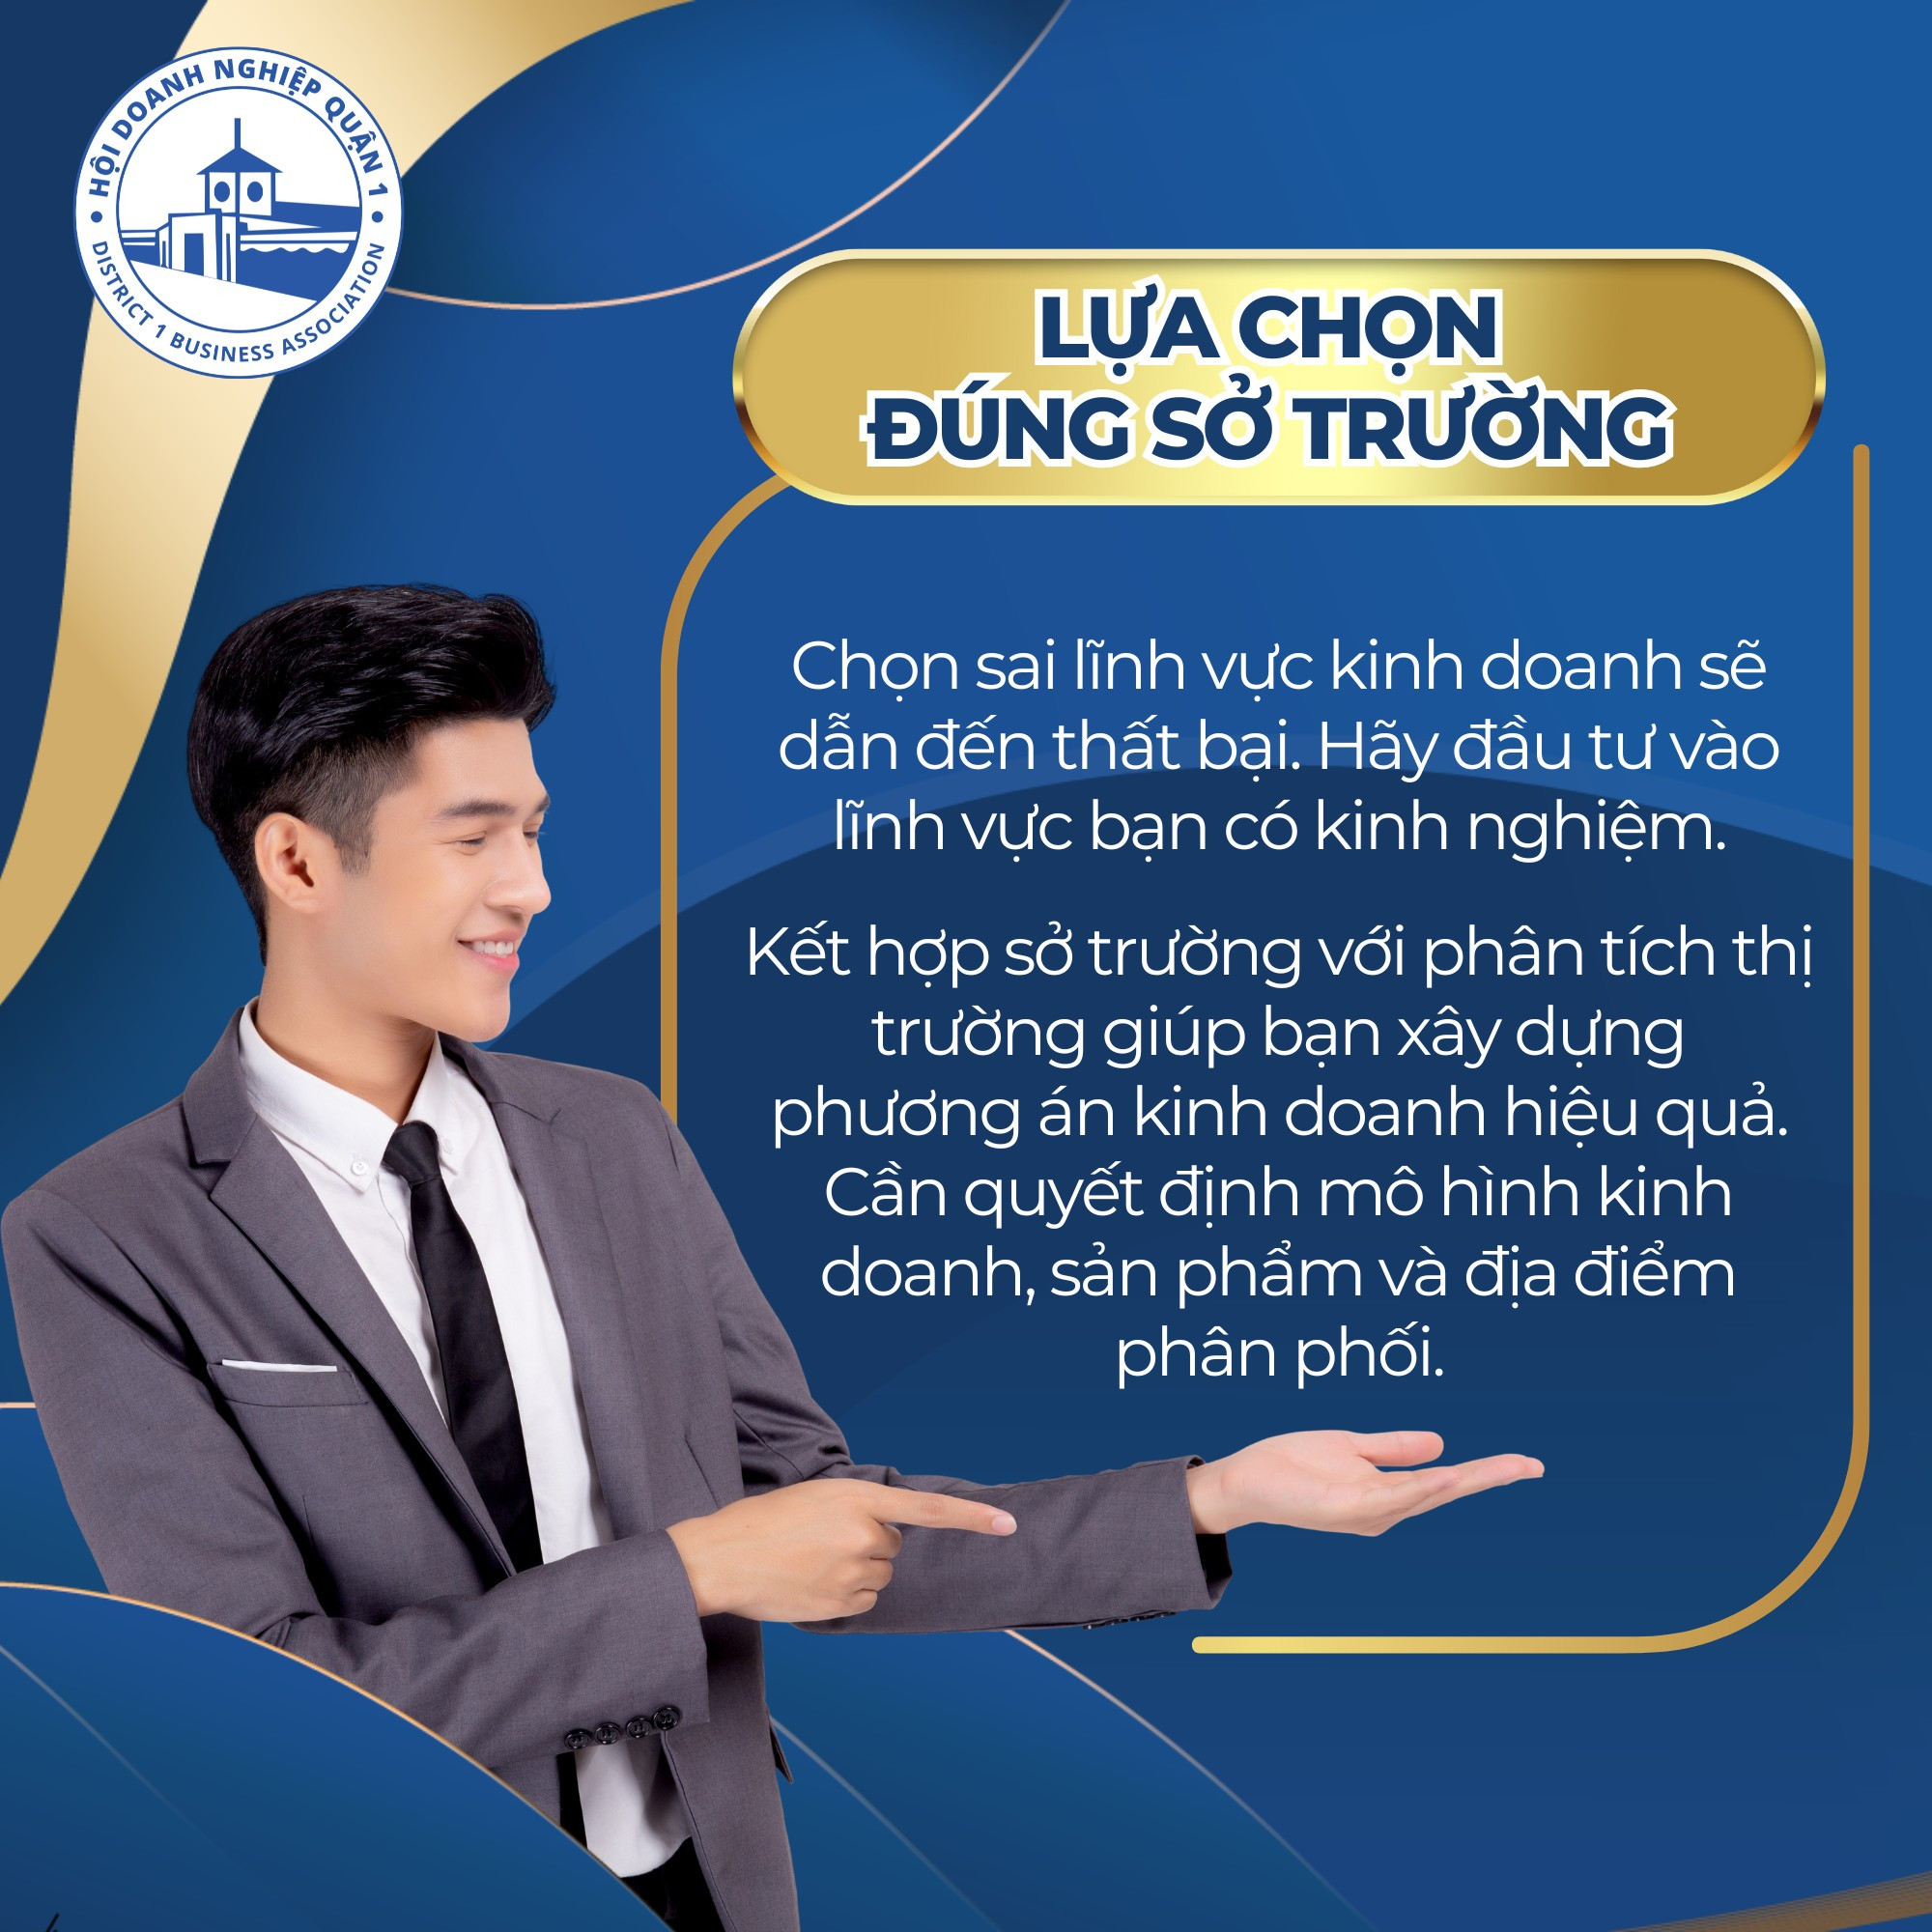 HỘI DOANH NGHIỆP QUẬN 1
DISTRICT 1 BUSINESS ASSOCIATION
LỰA CHỌN
ĐÚNG SỞ TRƯỜNG
Chọn sai lĩnh vực kinh doanh sẽ
dẫn đến thất bại. Hãy đầu tư vào
lĩnh vực bạn có kinh nghiệm.
Kết hợp sở trường với phân tích thị
trường giúp bạn xây dựng
phương án kinh doanh hiệu quả.
Cần quyết định mô hình kinh
doanh, sản phẩm và địa điểm
phân phối.